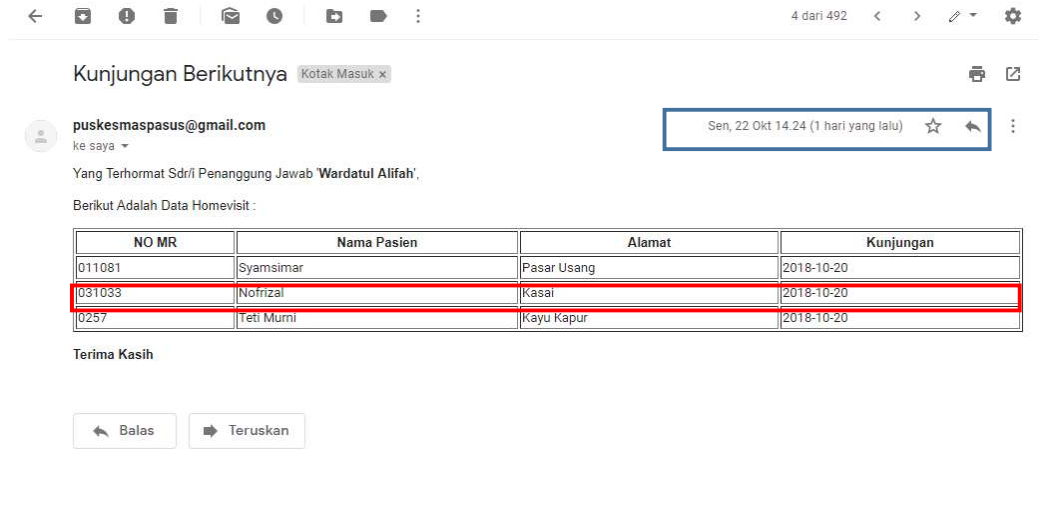 4 dari 492
Kunjungan Berikutnya Kotak Masuk ×
puskesmaspasus@gmail.com Sen, 22 Okt 14.24 (1 hari yang lalu)
ke saya
Yang Terhormat Sdr/i Penanggung Jawab 'Wardatul Alifah',
Berikut Adalah Data Homevisit :
NO MR Nama Pasien Alamat Kunjungan
011081 Syamsimar Pasar Usang 2018-10-20
031033 Nofrizal Kasai 2018-10-20
0257 Teti Murni Kayu Kapur 2018-10-20
Terima Kasih
Balas Teruskan